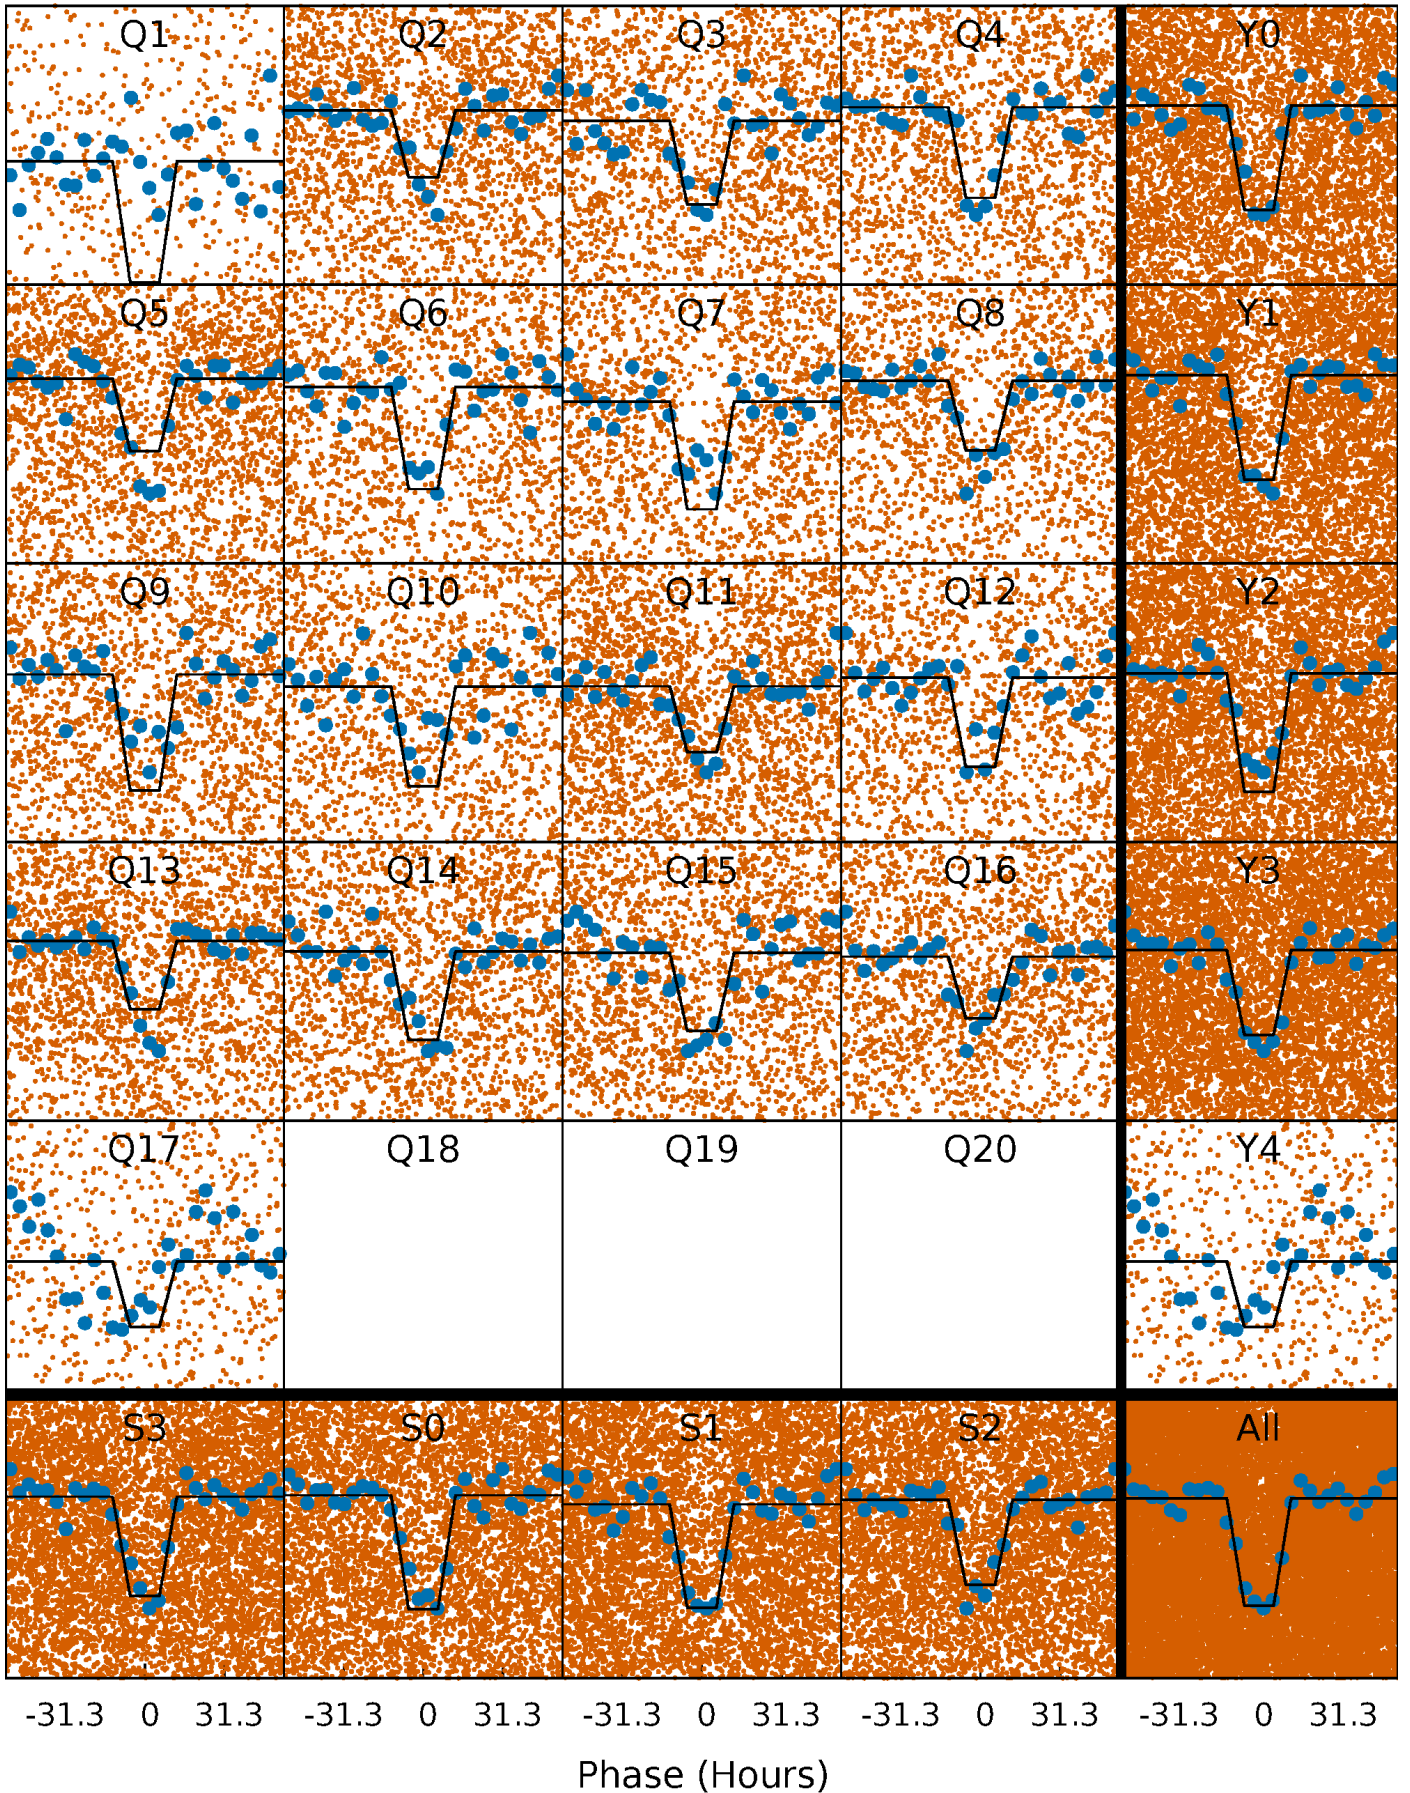 Q1 Q2 Q3 Q4 Y0
Q5 Q6 Q7 Q8 Y1
Q9 Q10 Q11 Q12 Y2
Q13 Q14 Q15 Q16 Y3
Q17 Q18 Q19 Q20 Y4
S3 S0 S1 S2 All
-31.3 0 31.3 -31.3 0 31.3 -31.3 0 31.3 -31.3 0 31.3 -31.3 0 31.3
Phase (Hours)